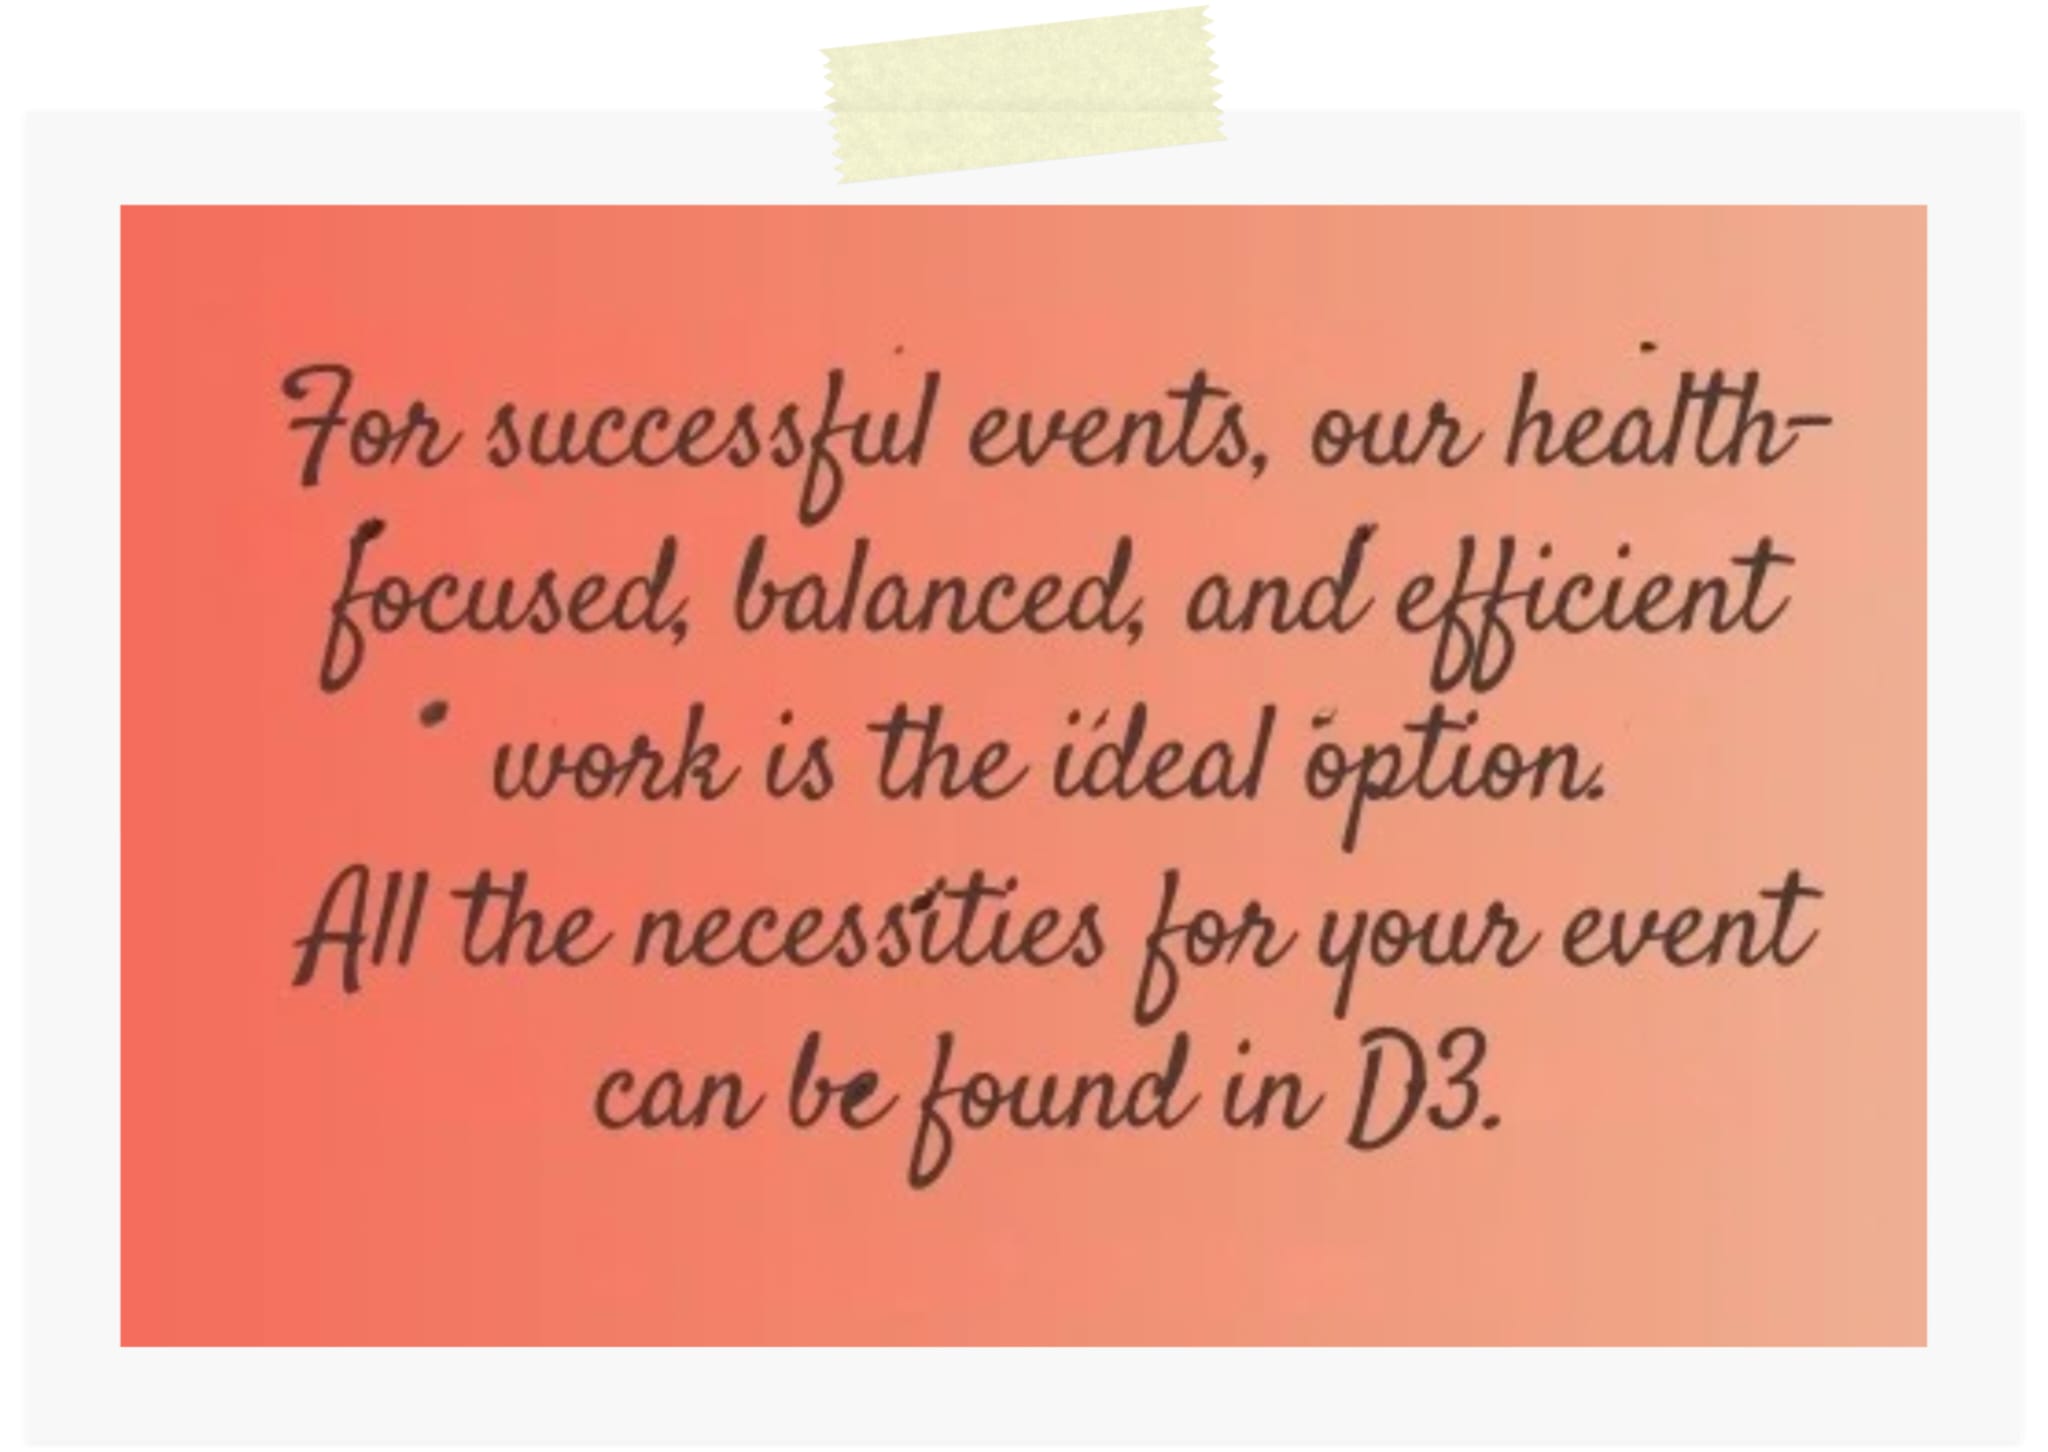 For successful events, our health-
focused, balanced, and efficient
work is the ideal option.
All the necessities for your event
can be found in D3.